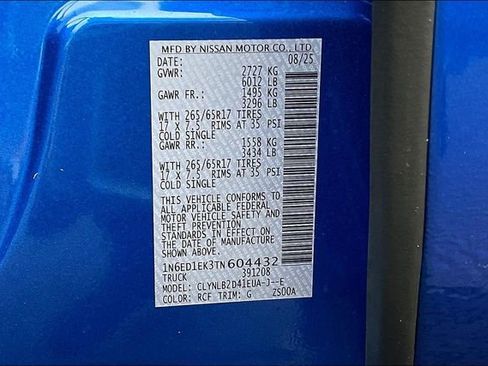 MFD BY NISSAN MOTOR CO., LTD.
DATE: 08/25
GVWR: 2727 KG
6012 LB
GAWR FR: 1495 KG
3296 LB
WITH 265/65R17 TIRES
17 X 7.5 RIMS AT 35 PSI
COLD SINGLE
GAWR RR: 1558 KG
3434 LB
WITH 265/65R17 TIRES
17 X 7.5 RIMS AT 35 PSI
COLD SINGLE
THIS VEHICLE CONFORMS TO
ALL APPLICABLE FEDERAL
MOTOR VEHICLE SAFETY AND
THEFT PREVENTION
STANDARDS IN EFFECT ON
THE DATE OF MANUFACTURE
SHOWN ABOVE.
1N6ED1EK3TN604432
TRUCK 391208
MODEL: CLYNLB2D41EUA-J--E
COLOR: RCF TRIM: G ZS00A